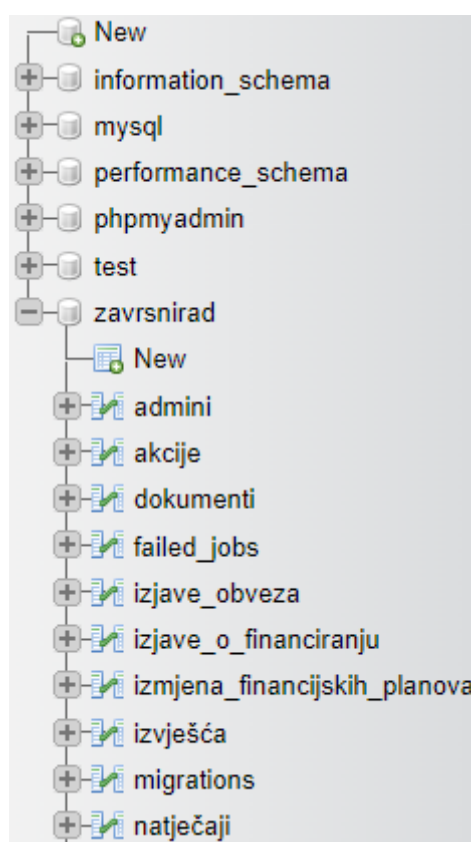 New
information_schema
mysql
performance_schema
phpmyadmin
test
zavrsnirad
New
admini
akcije
dokumenti
failed_jobs
izjave_obveza
izjave_o_financiranju
izmjena_financijskih_planova
izvješća
migrations
natječaji